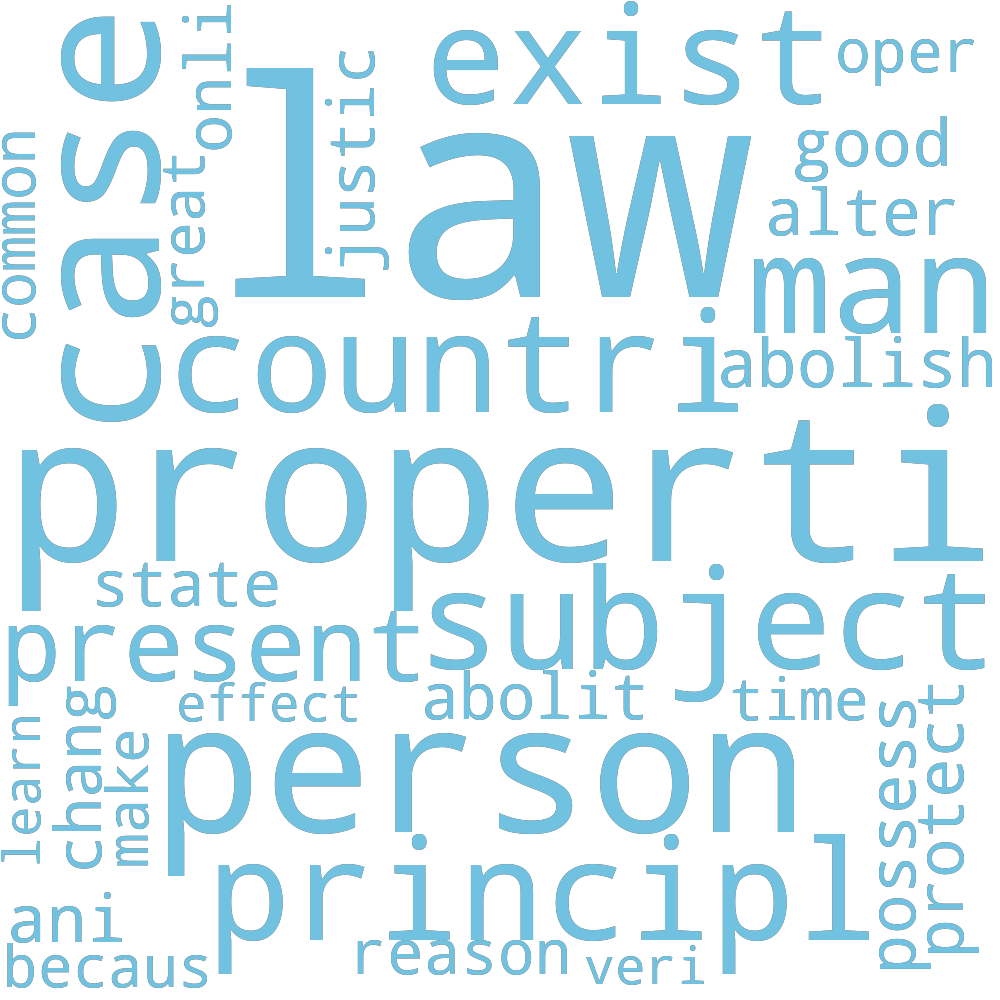 exist
oper
case
onli
law
justic
good
common
great
alter
man
countri
abolish
properti
state
subject
present
effect
abolit
time
learn
chang
make
person
possess
protect
principl
ani
reason
becaus
veri